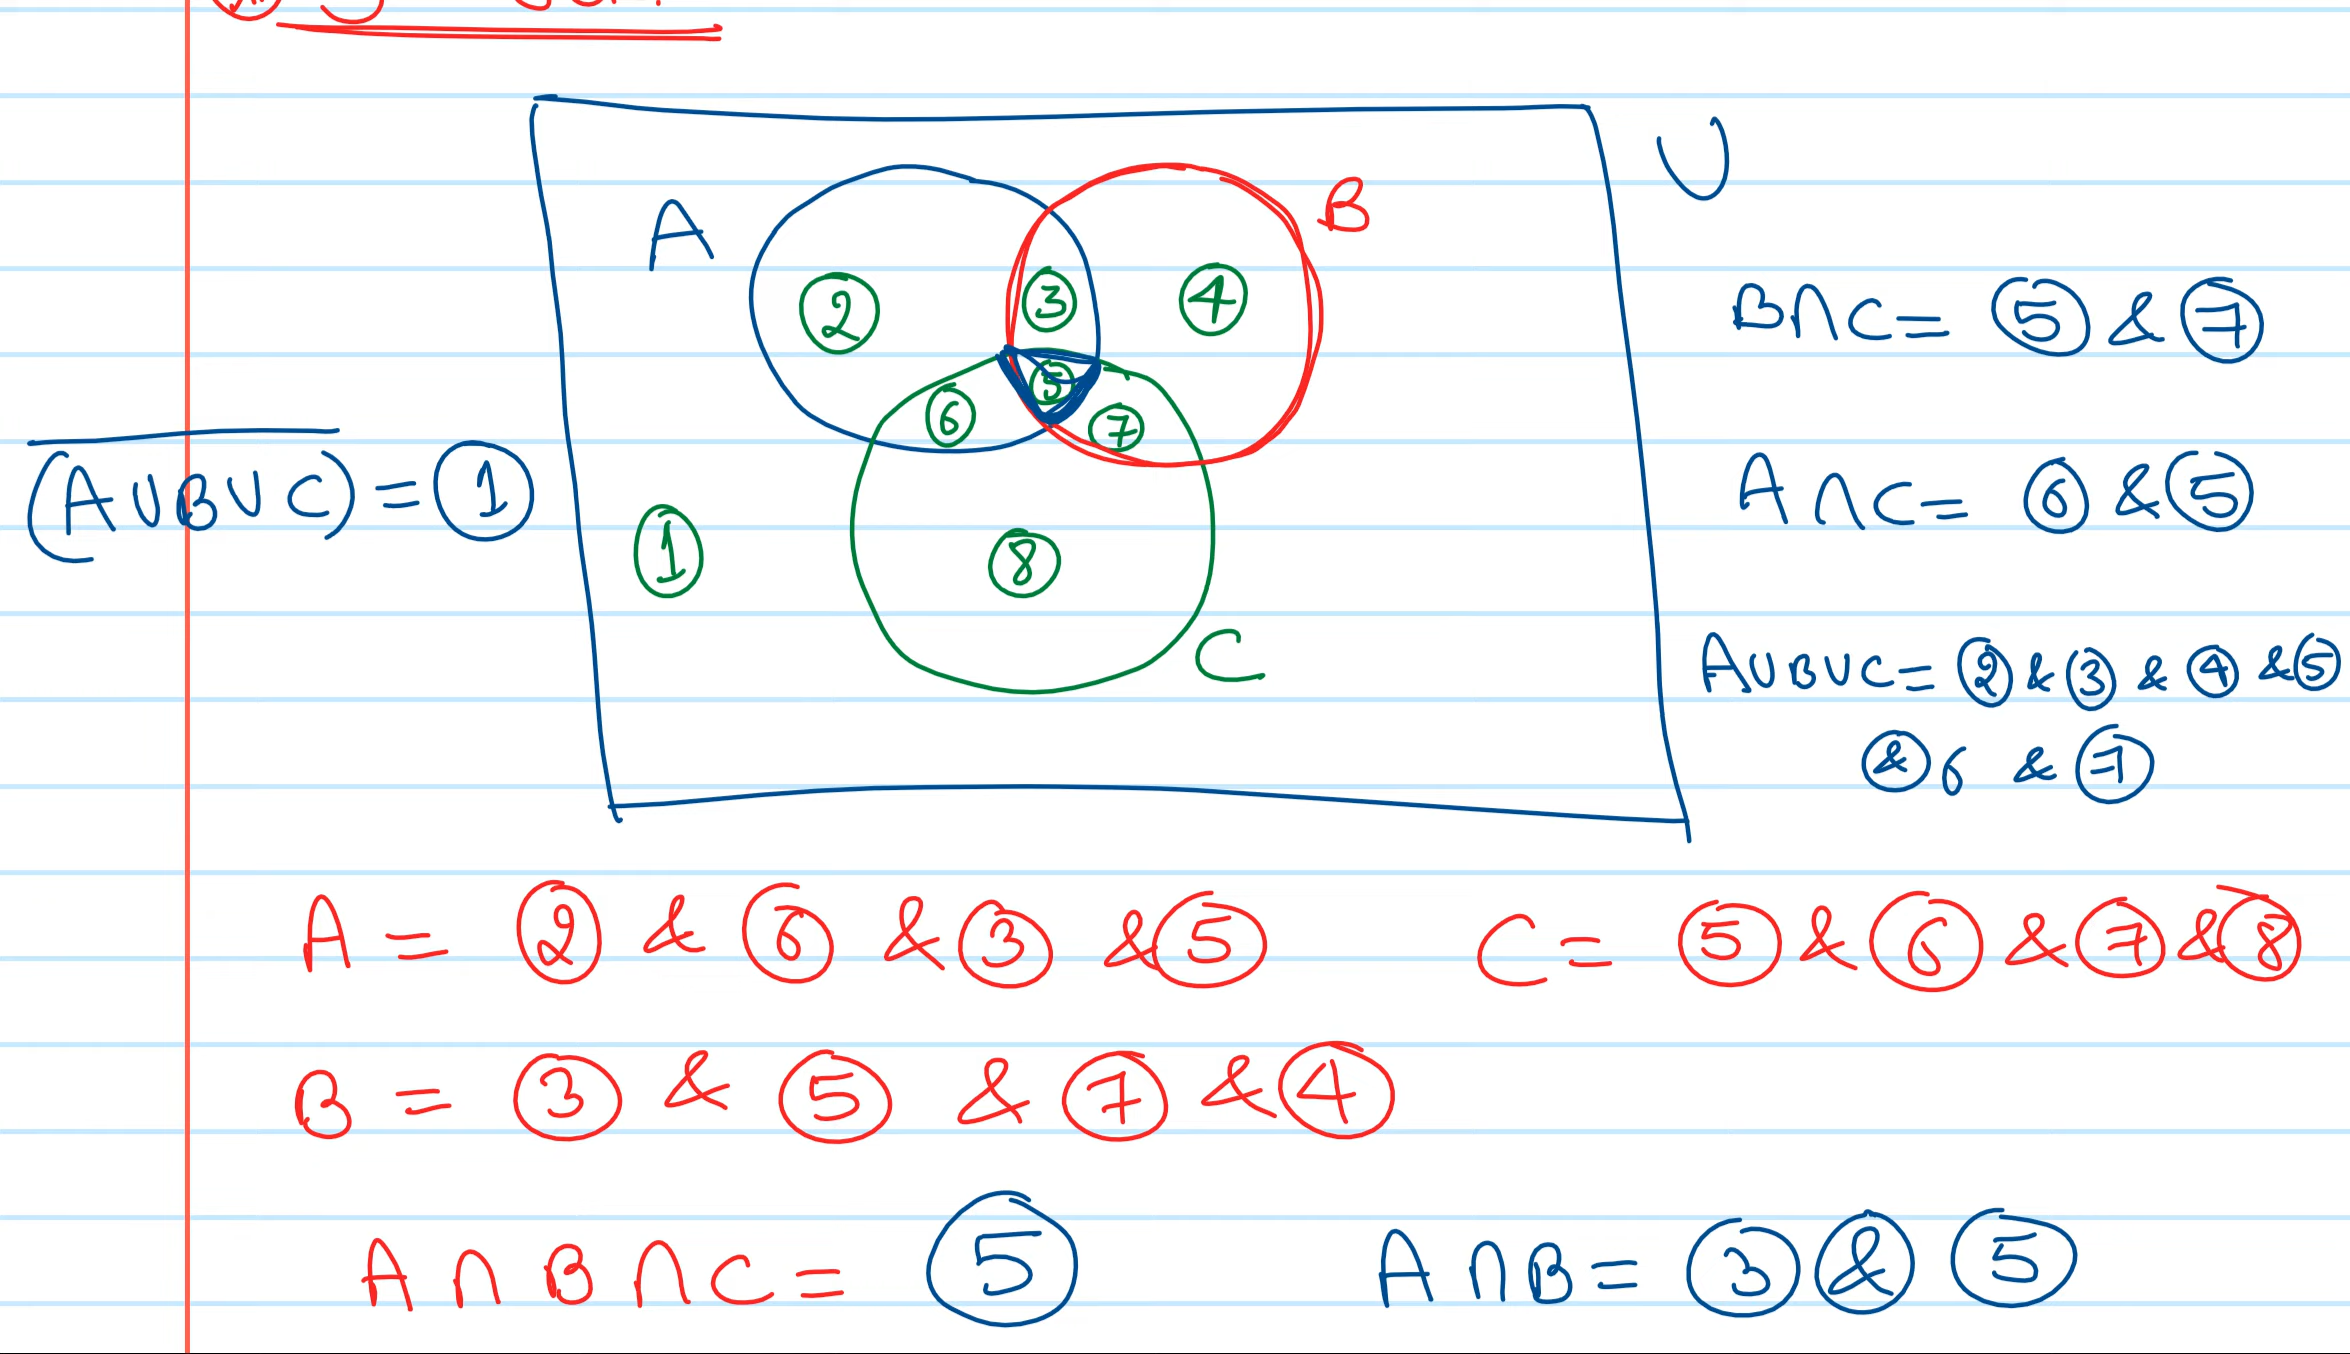 U
A
B
2 3 4
5
6 7
1
8
C
B∩C = 5 & 7
A∩C = 6 & 5
(A∪B∪C)‾ = 1
A∪B∪C = 2 & 3 & 4 & 5
& 6 & 7
A = 2 & 6 & 3 & 5
C = 5 & 6 & 7 & 8
B = 3 & 5 & 7 & 4
A∩B∩C = 5
A∩B = 3 & 5